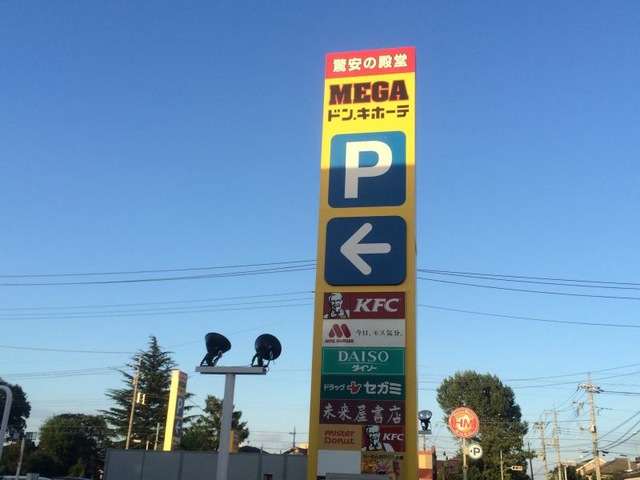 驚安の殿堂
MEGA
ドン.キホーテ
P
KFC
MOS BURGER 今日、モス気分。
DAISO
ダイソー
ドラッグ セガミ
未来屋書店
mister Donut
KFC
HM
P